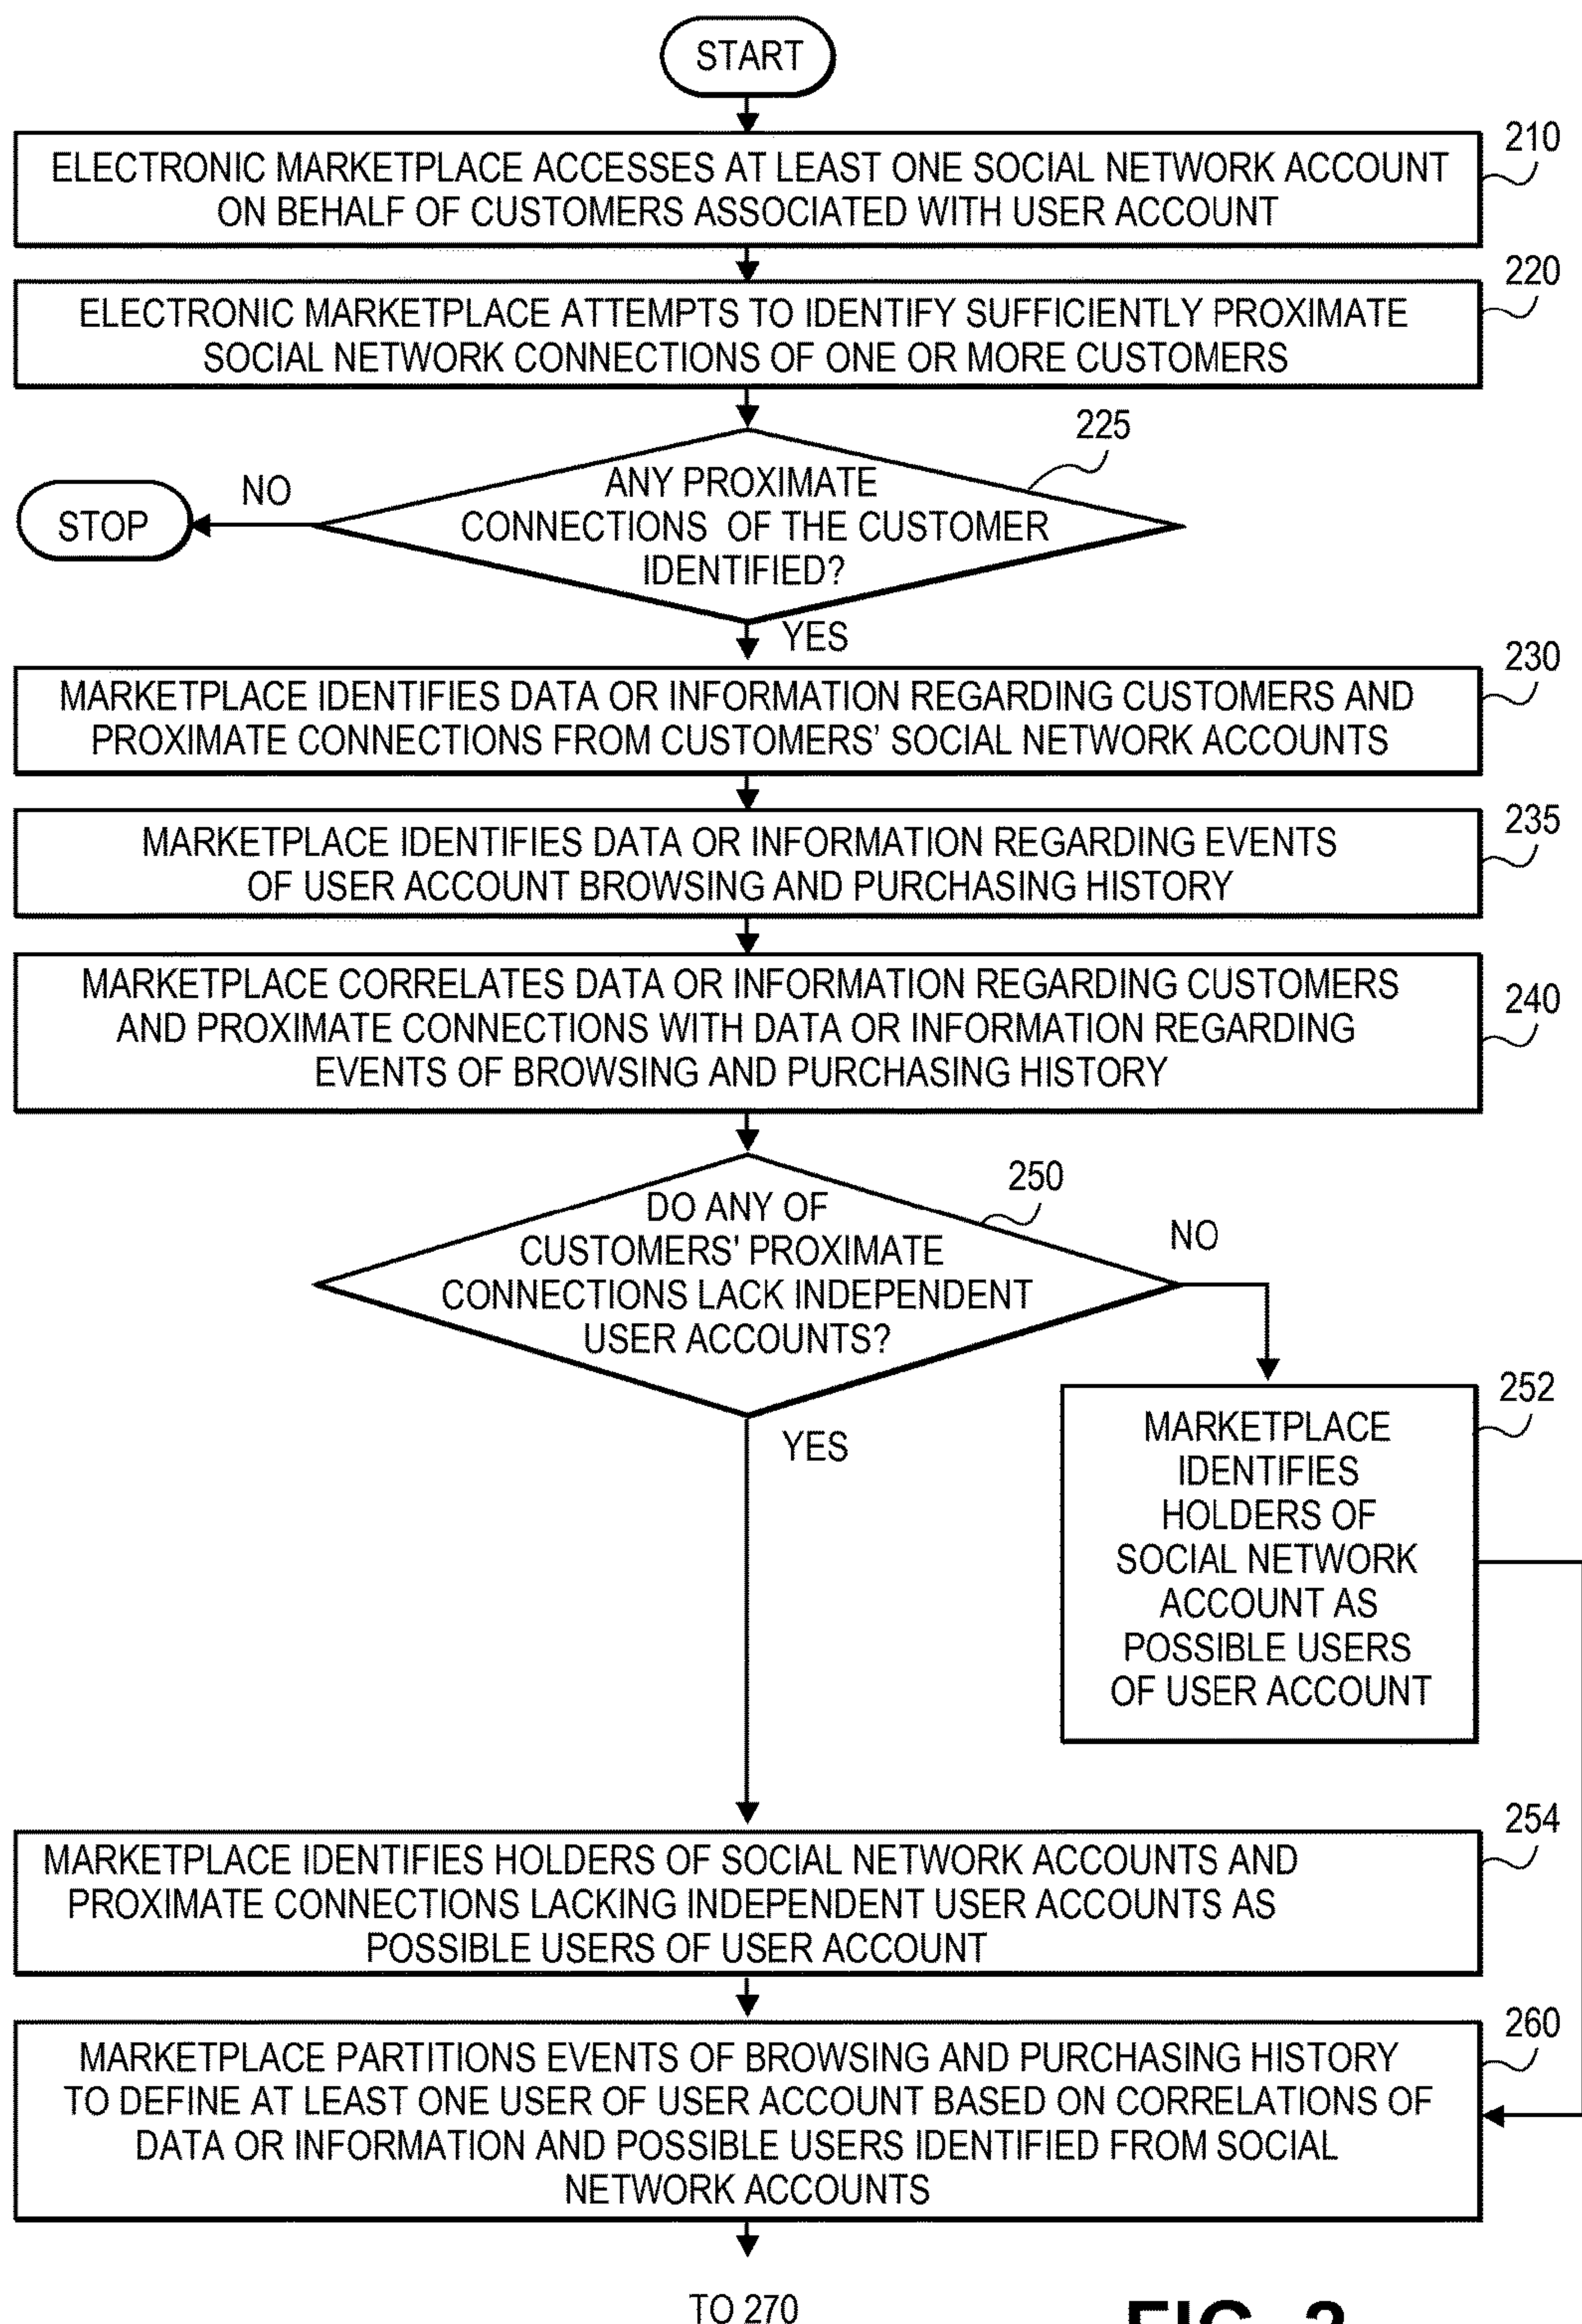 START
210
ELECTRONIC MARKETPLACE ACCESSES AT LEAST ONE SOCIAL NETWORK ACCOUNT
ON BEHALF OF CUSTOMERS ASSOCIATED WITH USER ACCOUNT
220
ELECTRONIC MARKETPLACE ATTEMPTS TO IDENTIFY SUFFICIENTLY PROXIMATE
SOCIAL NETWORK CONNECTIONS OF ONE OR MORE CUSTOMERS
225
ANY PROXIMATE
CONNECTIONS OF THE CUSTOMER
IDENTIFIED?
NO
STOP
YES
230
MARKETPLACE IDENTIFIES DATA OR INFORMATION REGARDING CUSTOMERS AND
PROXIMATE CONNECTIONS FROM CUSTOMERS' SOCIAL NETWORK ACCOUNTS
235
MARKETPLACE IDENTIFIES DATA OR INFORMATION REGARDING EVENTS
OF USER ACCOUNT BROWSING AND PURCHASING HISTORY
240
MARKETPLACE CORRELATES DATA OR INFORMATION REGARDING CUSTOMERS
AND PROXIMATE CONNECTIONS WITH DATA OR INFORMATION REGARDING
EVENTS OF BROWSING AND PURCHASING HISTORY
250
DO ANY OF
CUSTOMERS' PROXIMATE
CONNECTIONS LACK INDEPENDENT
USER ACCOUNTS?
NO
YES
252
MARKETPLACE
IDENTIFIES
HOLDERS OF
SOCIAL NETWORK
ACCOUNT AS
POSSIBLE USERS
OF USER ACCOUNT
254
MARKETPLACE IDENTIFIES HOLDERS OF SOCIAL NETWORK ACCOUNTS AND
PROXIMATE CONNECTIONS LACKING INDEPENDENT USER ACCOUNTS AS
POSSIBLE USERS OF USER ACCOUNT
260
MARKETPLACE PARTITIONS EVENTS OF BROWSING AND PURCHASING HISTORY
TO DEFINE AT LEAST ONE USER OF USER ACCOUNT BASED ON CORRELATIONS OF
DATA OR INFORMATION AND POSSIBLE USERS IDENTIFIED FROM SOCIAL
NETWORK ACCOUNTS
TO 270
FIG.